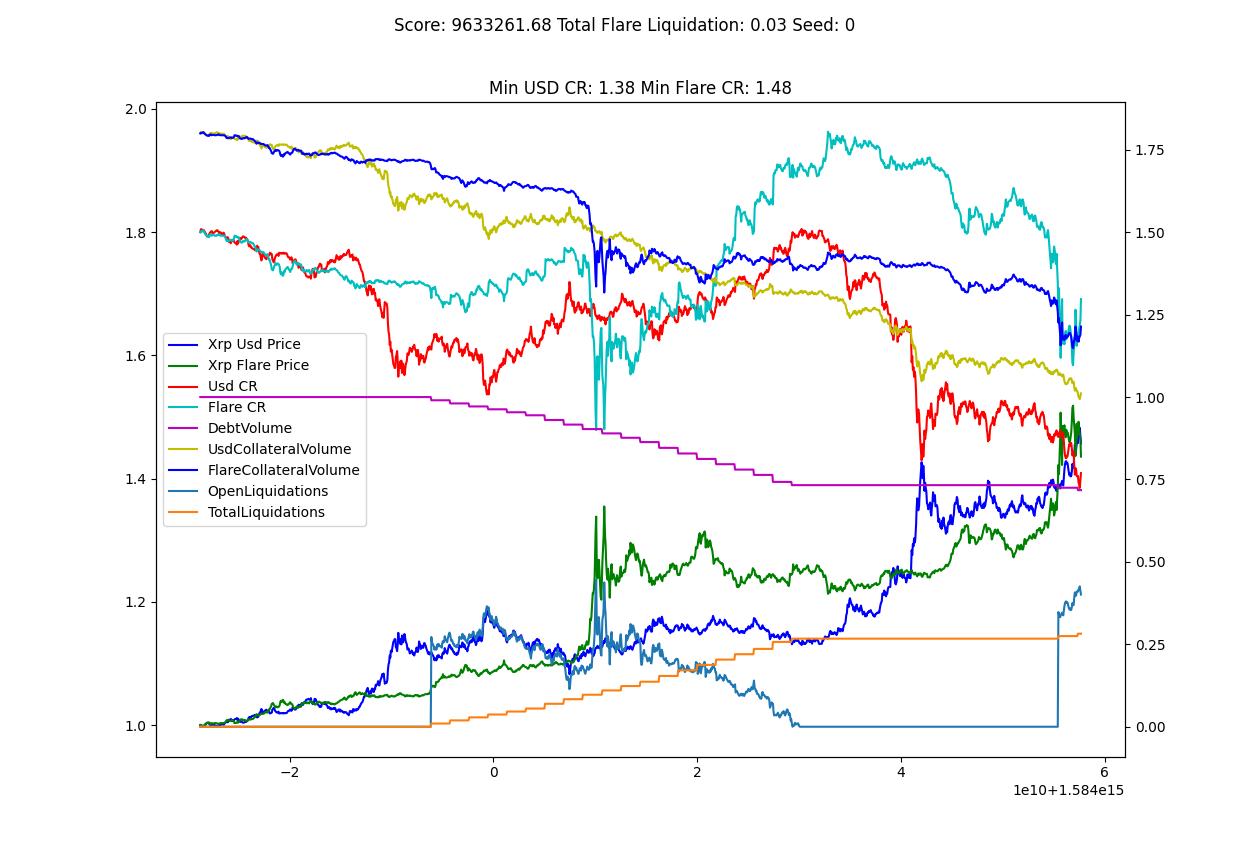 Score: 9633261.68 Total Flare Liquidation: 0.03 Seed: 0
Min USD CR: 1.38 Min Flare CR: 1.48
2.0
1.8
1.6
1.4
1.2
1.0
1.75
1.50
1.25
1.00
0.75
0.50
0.25
0.00
Xrp Usd Price
Xrp Flare Price
Usd CR
Flare CR
DebtVolume
UsdCollateralVolume
FlareCollateralVolume
OpenLiquidations
TotalLiquidations
−2 0 2 4 6
1e10+1.584e15